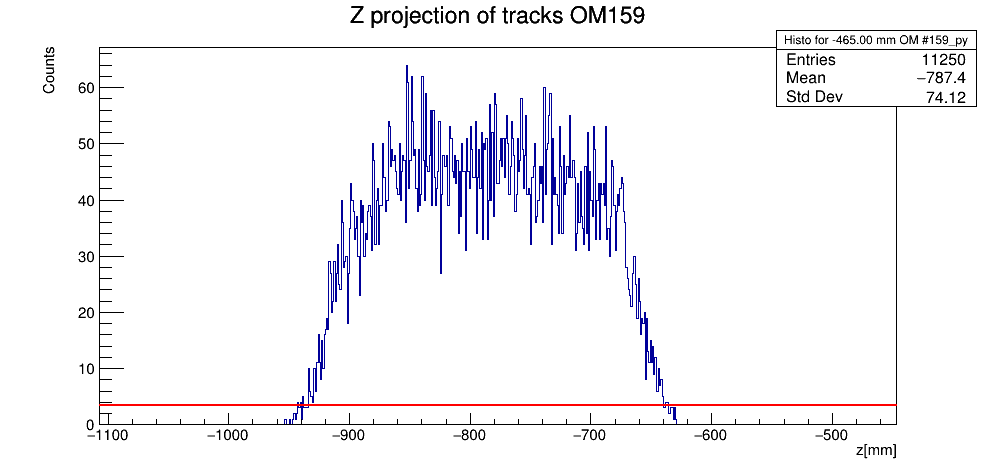 Z projection of tracks OM159
Histo for -465.00 mm OM #159_py
Entries 11250
Mean −787.4
Std Dev 74.12
Counts
60
50
40
30
20
10
0
−1100 −1000 −900 −800 −700 −600 −500
z[mm]